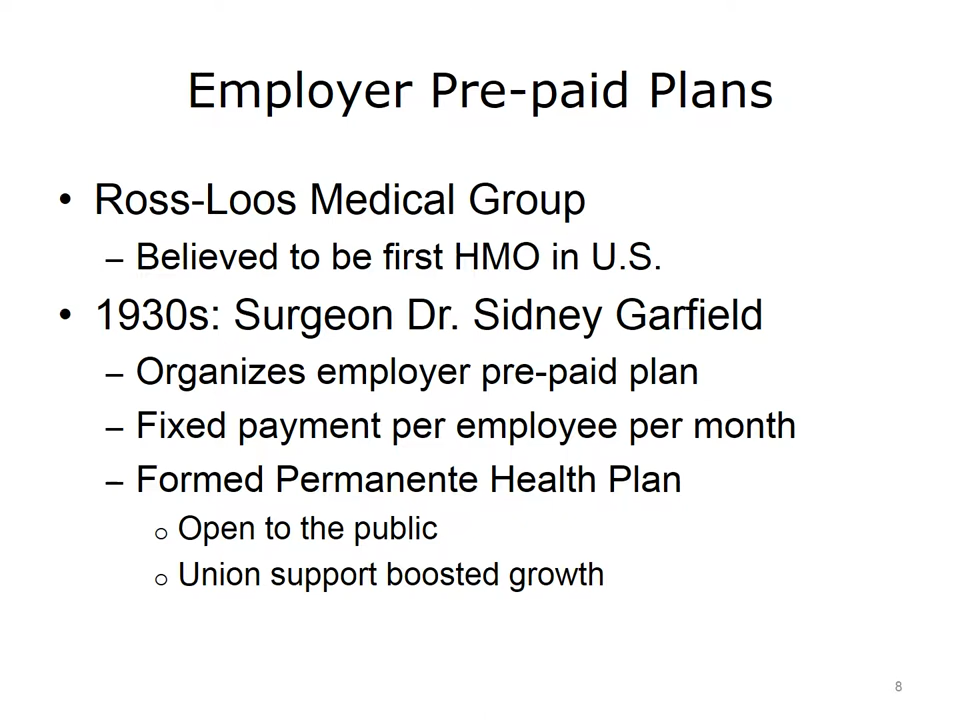 Employer Pre-paid Plans
• Ross-Loos Medical Group
– Believed to be first HMO in U.S.
• 1930s: Surgeon Dr. Sidney Garfield
– Organizes employer pre-paid plan
– Fixed payment per employee per month
– Formed Permanente Health Plan
o Open to the public
o Union support boosted growth
8